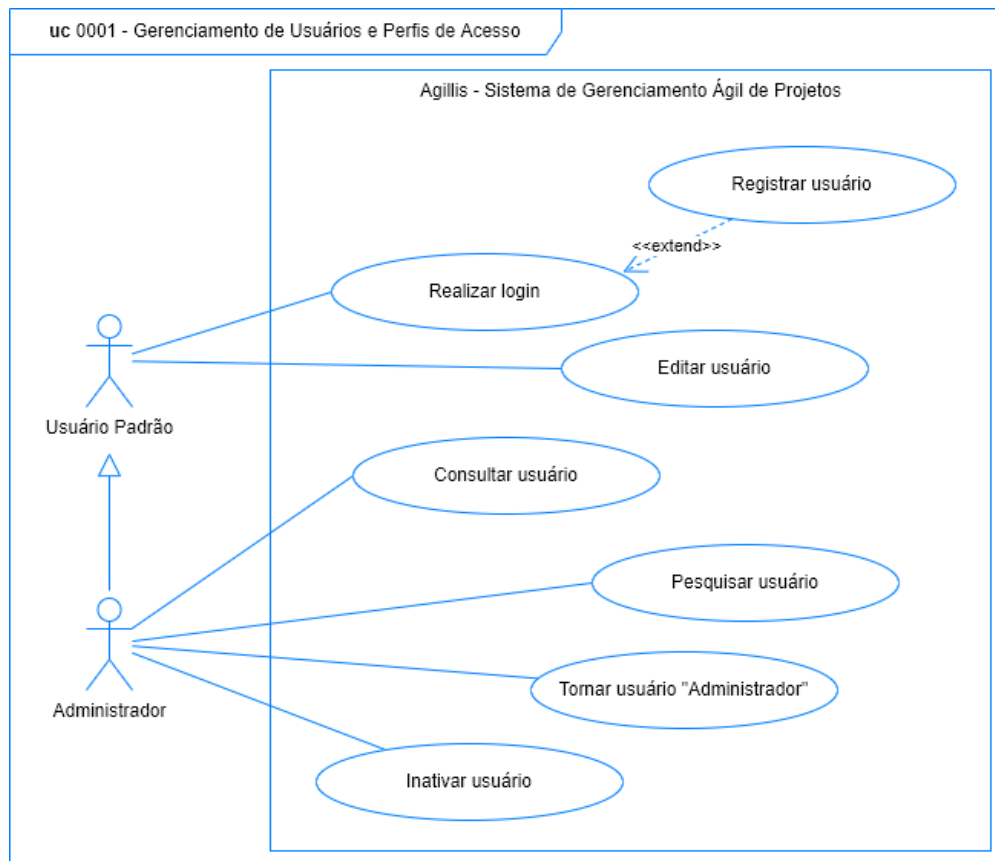 uc 0001 - Gerenciamento de Usuários e Perfis de Acesso
Agillis - Sistema de Gerenciamento Ágil de Projetos
Registrar usuário
<<extend>>
Realizar login
Editar usuário
Usuário Padrão
Consultar usuário
Pesquisar usuário
Tornar usuário "Administrador"
Administrador
Inativar usuário